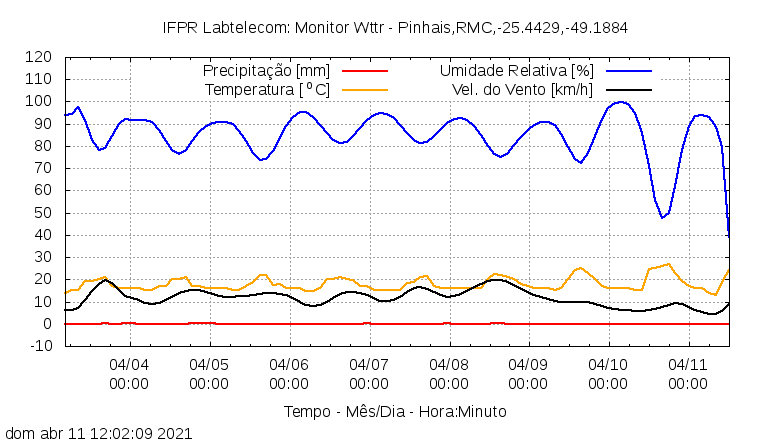 IFPR Labtelecom: Monitor Wttr - Pinhais,RMC,-25.4429,-49.1884
Precipitação [mm]
Temperatura [ ⁰C]
Umidade Relativa [%]
Vel. do Vento [km/h]
120
110
100
90
80
70
60
50
40
30
20
10
0
-10
04/04 04/05 04/06 04/07 04/08 04/09 04/10 04/11
00:00 00:00 00:00 00:00 00:00 00:00 00:00 00:00
Tempo - Mês/Dia - Hora:Minuto
dom abr 11 12:02:09 2021